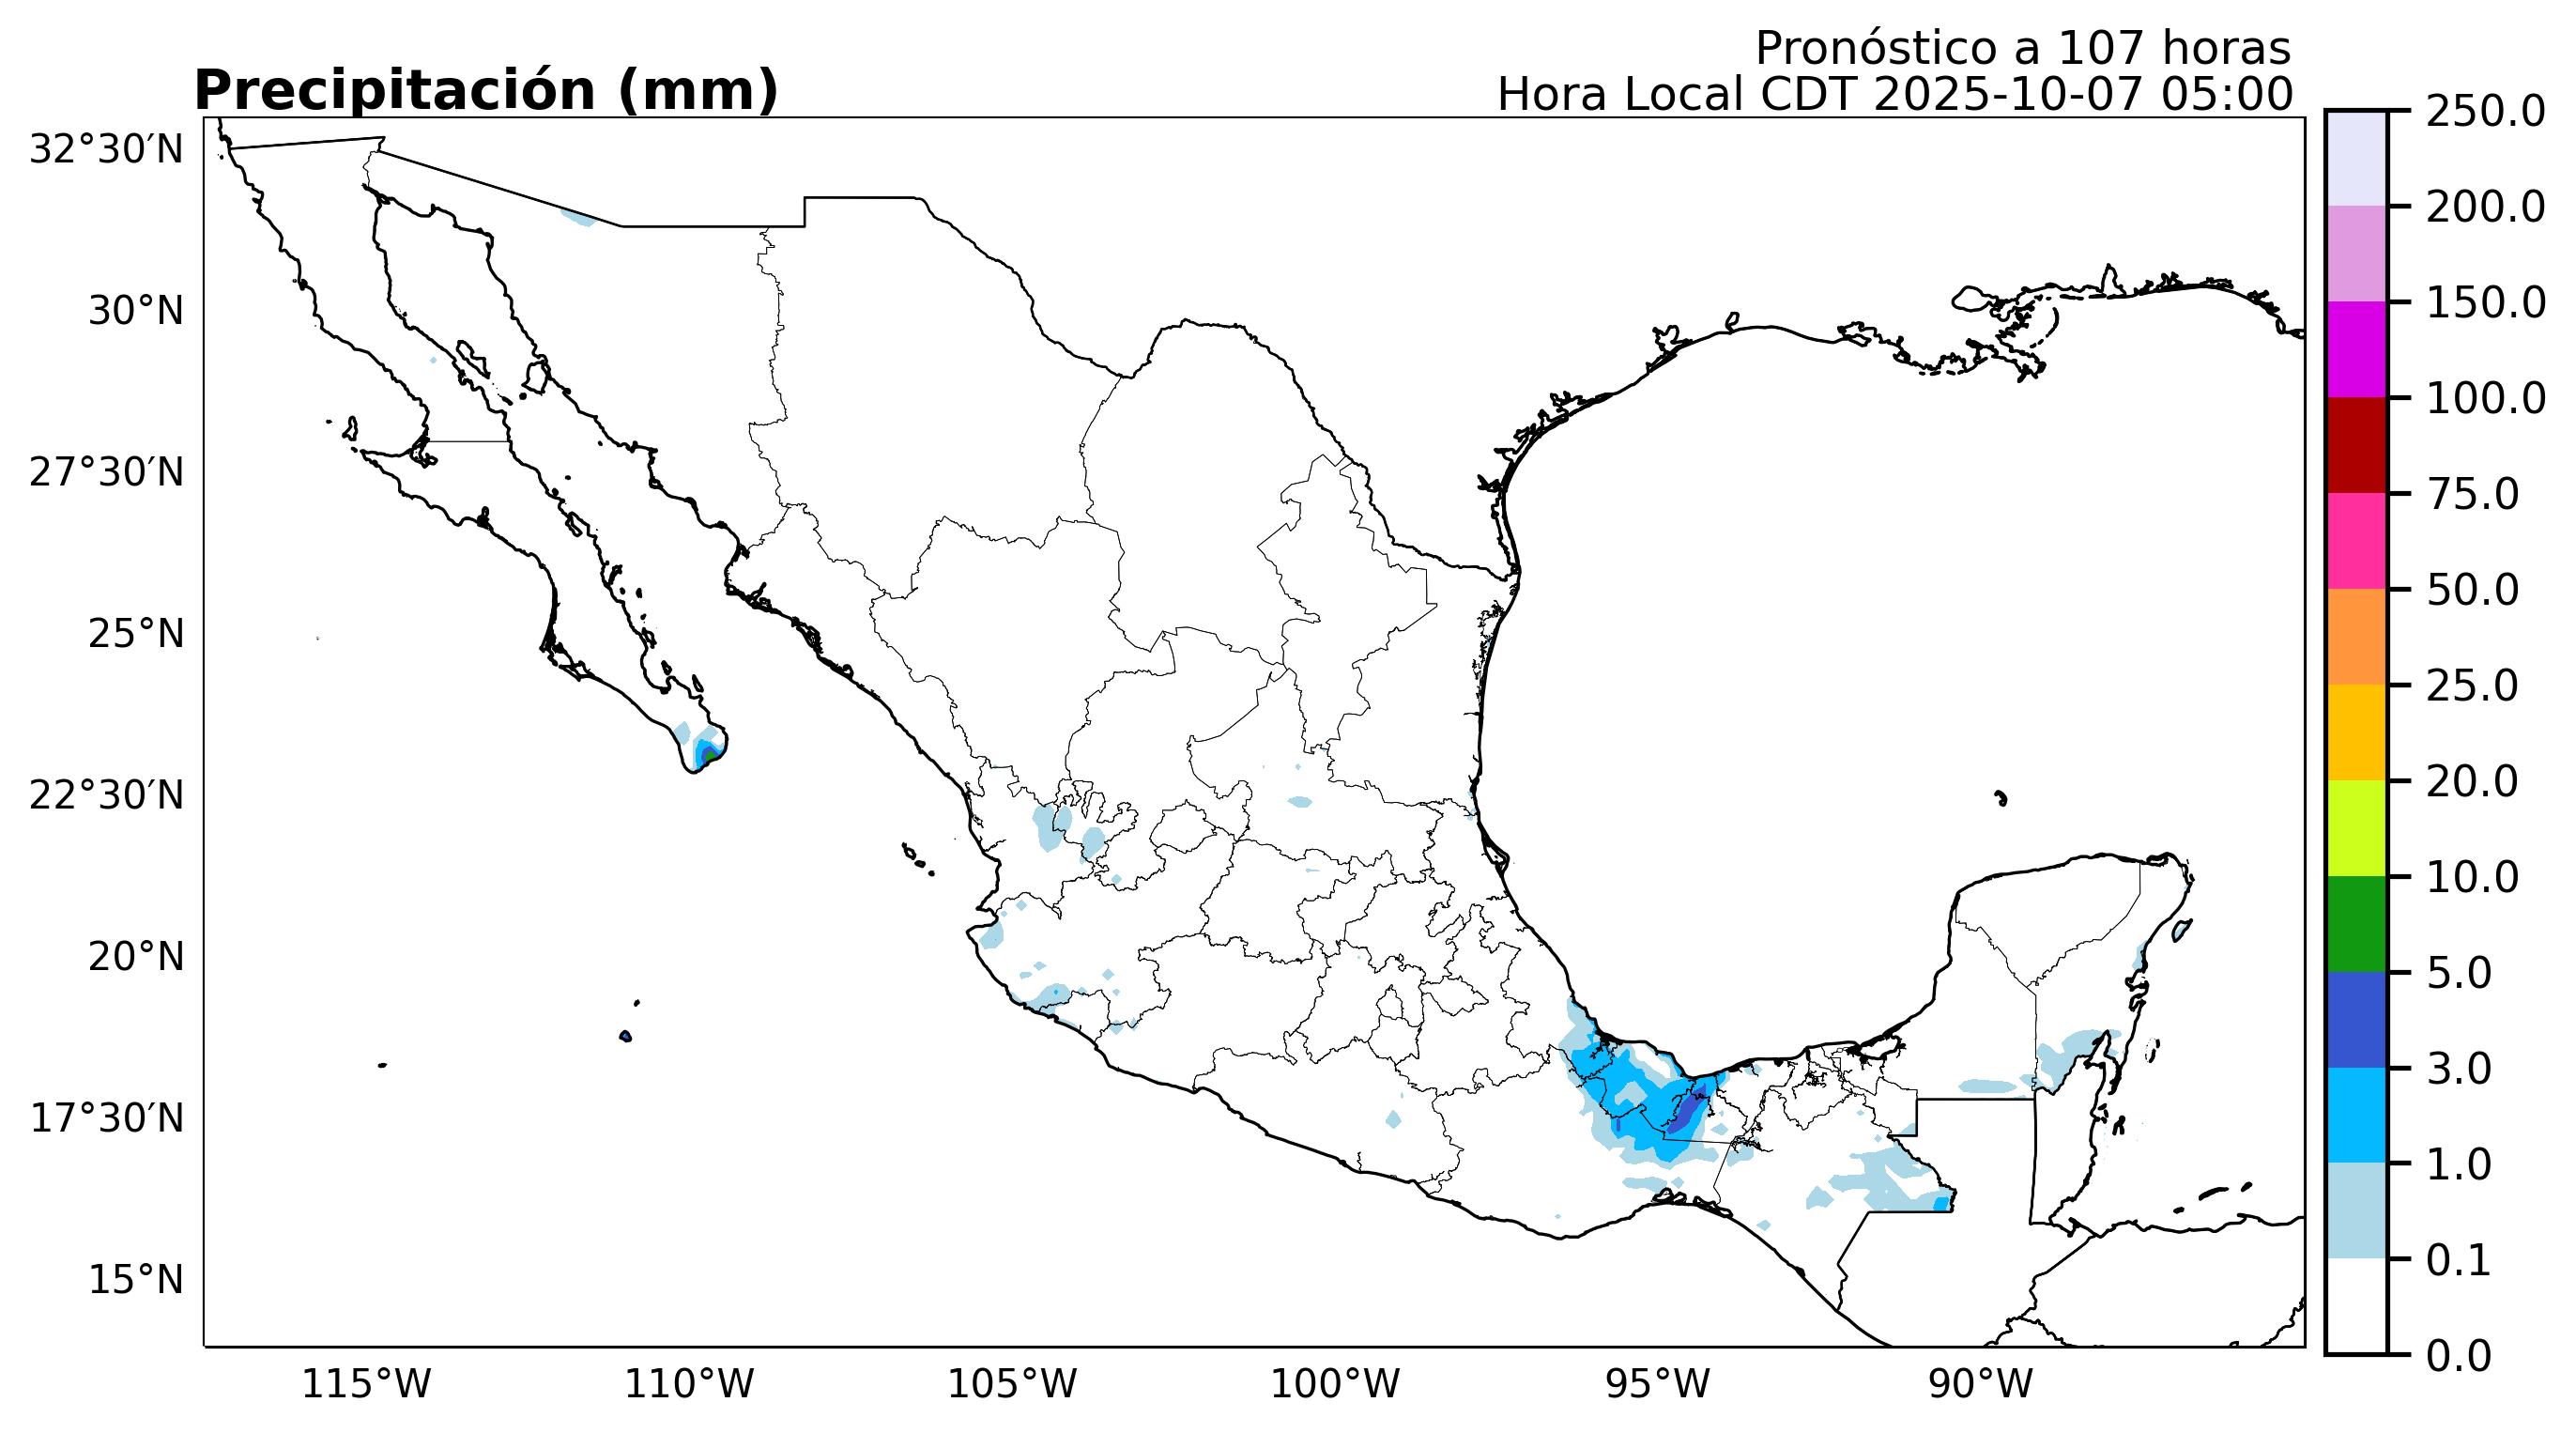 Pronóstico a 107 horas
Precipitación (mm)
Hora Local CDT 2025-10-07 05:00
32°30′N
30°N
27°30′N
25°N
22°30′N
20°N
17°30′N
15°N
115°W
110°W
105°W
100°W
95°W
90°W
250.0
200.0
150.0
100.0
75.0
50.0
25.0
20.0
10.0
5.0
3.0
1.0
0.1
0.0